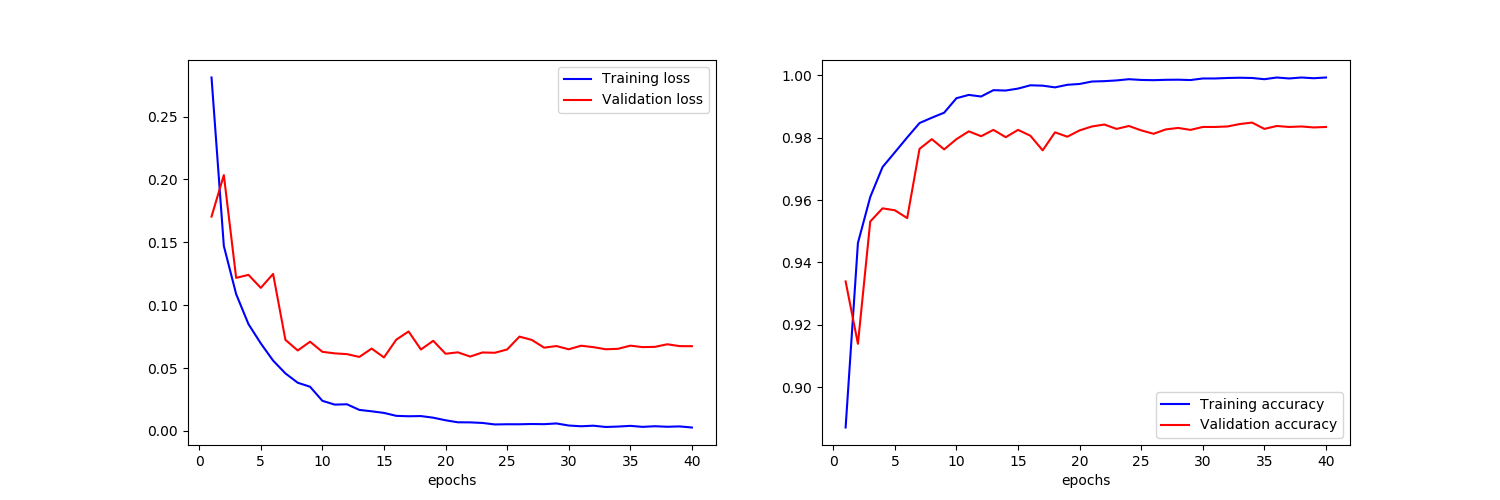 Training loss
Validation loss
0.25
0.20
0.15
0.10
0.05
0.00
0 5 10 15 20 25 30 35 40
epochs
1.00
0.98
0.96
0.94
0.92
0.90
Training accuracy
Validation accuracy
0 5 10 15 20 25 30 35 40
epochs